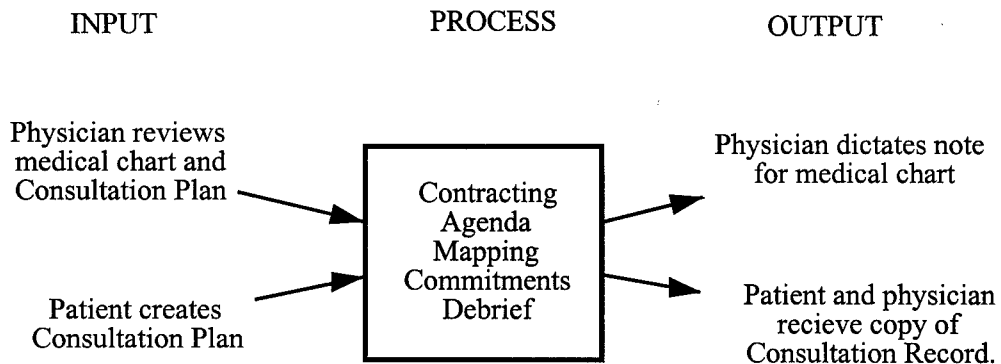 INPUT
PROCESS
OUTPUT
Physician reviews
medical chart and
Consultation Plan
Patient creates
Consultation Plan
Contracting
Agenda
Mapping
Commitments
Debrief
Physician dictates note
for medical chart
Patient and physician
recieve copy of
Consultation Record.